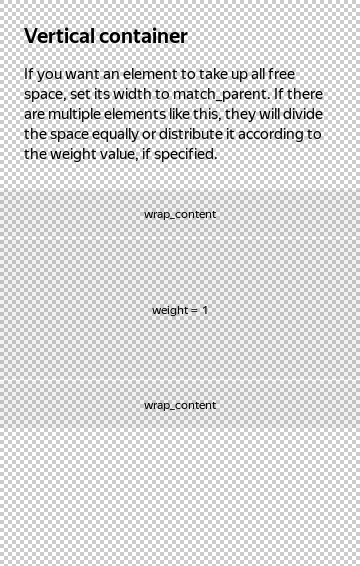 Vertical container
If you want an element to take up all free
space, set its width to match_parent. If there
are multiple elements like this, they will divide
the space equally or distribute it according to
the weight value, if specified.
wrap_content
weight = 1
wrap_content